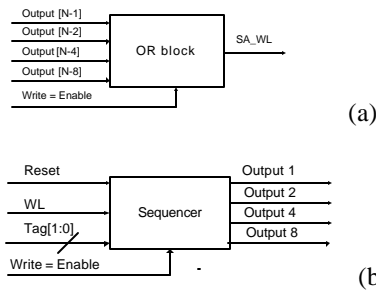 Output [N-1]
Output [N-2]
Output [N-4]
Output [N-8]
Write = Enable
OR block
SA_WL
(a)
Reset
WL
Tag[1:0]
Write = Enable
Sequencer
Output 1
Output 2
Output 4
Output 8
-
(b